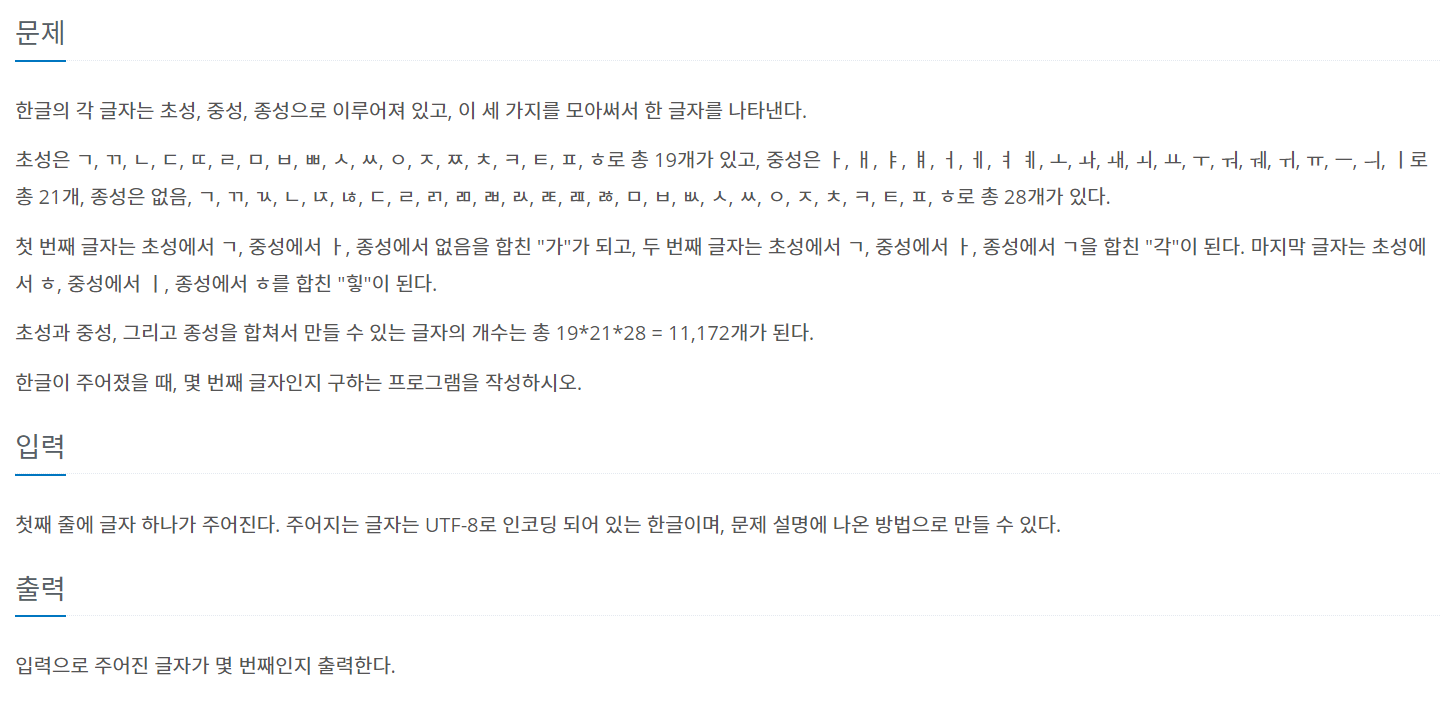 문제
한글의 각 글자는 초성, 중성, 종성으로 이루어져 있고, 이 세 가지를 모아써서 한 글자를 나타낸다.
초성은 ㄱ, ㄲ, ㄴ, ㄷ, ㄸ, ㄹ, ㅁ, ㅂ, ㅃ, ㅅ, ㅆ, ㅇ, ㅈ, ㅉ, ㅊ, ㅋ, ㅌ, ㅍ, ㅎ로 총 19개가 있고, 중성은 ㅏ, ㅐ, ㅑ, ㅒ, ㅓ, ㅔ, ㅕ ㅖ, ㅗ, ㅘ, ㅙ, ㅚ, ㅛ, ㅜ, ㅝ, ㅞ, ㅟ, ㅠ, ㅡ, ㅢ, ㅣ로
총 21개, 종성은 없음, ㄱ, ㄲ, ㄳ, ㄴ, ㄵ, ㄶ, ㄷ, ㄹ, ㄺ, ㄻ, ㄼ, ㄽ, ㄾ, ㄿ, ㅀ, ㅁ, ㅂ, ㅄ, ㅅ, ㅆ, ㅇ, ㅈ, ㅊ, ㅋ, ㅌ, ㅍ, ㅎ로 총 28개가 있다.
첫 번째 글자는 초성에서 ㄱ, 중성에서 ㅏ, 종성에서 없음을 합친 "가"가 되고, 두 번째 글자는 초성에서 ㄱ, 중성에서 ㅏ, 종성에서 ㄱ을 합친 "각"이 된다. 마지막 글자는 초성에
서 ㅎ, 중성에서 ㅣ, 종성에서 ㅎ를 합친 "힣"이 된다.
초성과 중성, 그리고 종성을 합쳐서 만들 수 있는 글자의 개수는 총 19*21*28 = 11,172개가 된다.
한글이 주어졌을 때, 몇 번째 글자인지 구하는 프로그램을 작성하시오.
입력
첫째 줄에 글자 하나가 주어진다. 주어지는 글자는 UTF-8로 인코딩 되어 있는 한글이며, 문제 설명에 나온 방법으로 만들 수 있다.
출력
입력으로 주어진 글자가 몇 번째인지 출력한다.